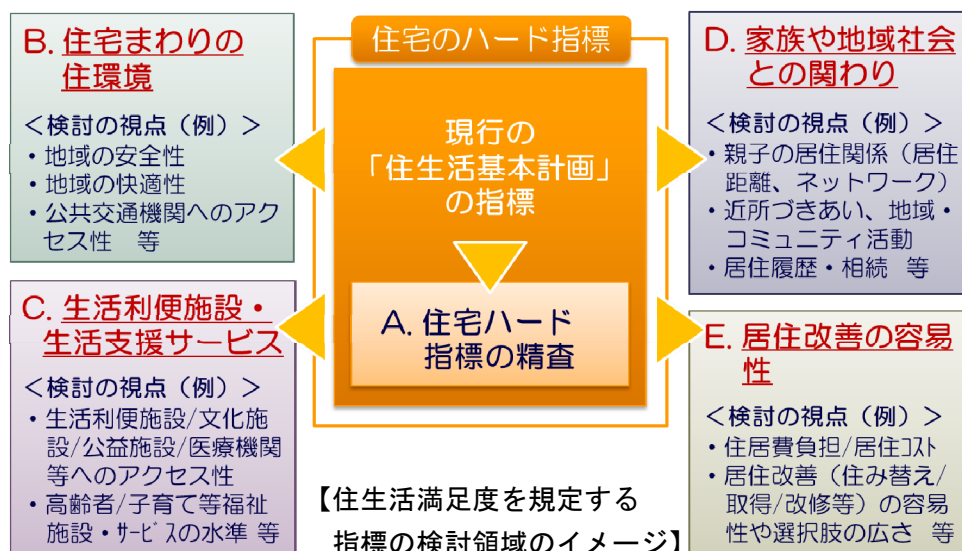 B. 住宅まわりの
住環境
＜検討の視点（例）＞
・地域の安全性
・地域の快適性
・公共交通機関へのアク
セス性　等
C. 生活利便施設・
生活支援サービス
＜検討の視点（例）＞
・生活利便施設/文化施
設/公益施設/医療機関
等へのアクセス性
・高齢者/子育て等福祉
施設・ｻｰﾋﾞｽの水準 等
住宅のハード指標
現行の
「住生活基本計画」
の指標
A. 住宅ハード
指標の精査
D. 家族や地域社会
との関わり
＜検討の視点（例）＞
・親子の居住関係（居住
距離、ネットワーク）
・近所づきあい、地域・
コミュニティ活動
・居住履歴・相続　等
E. 居住改善の容易
性
＜検討の視点（例）＞
・住居費負担/居住ｺｽﾄ
・居住改善（住み替え/
取得/改修等）の容易
性や選択肢の広さ　等
【住生活満足度を規定する
指標の検討領域のイメージ】